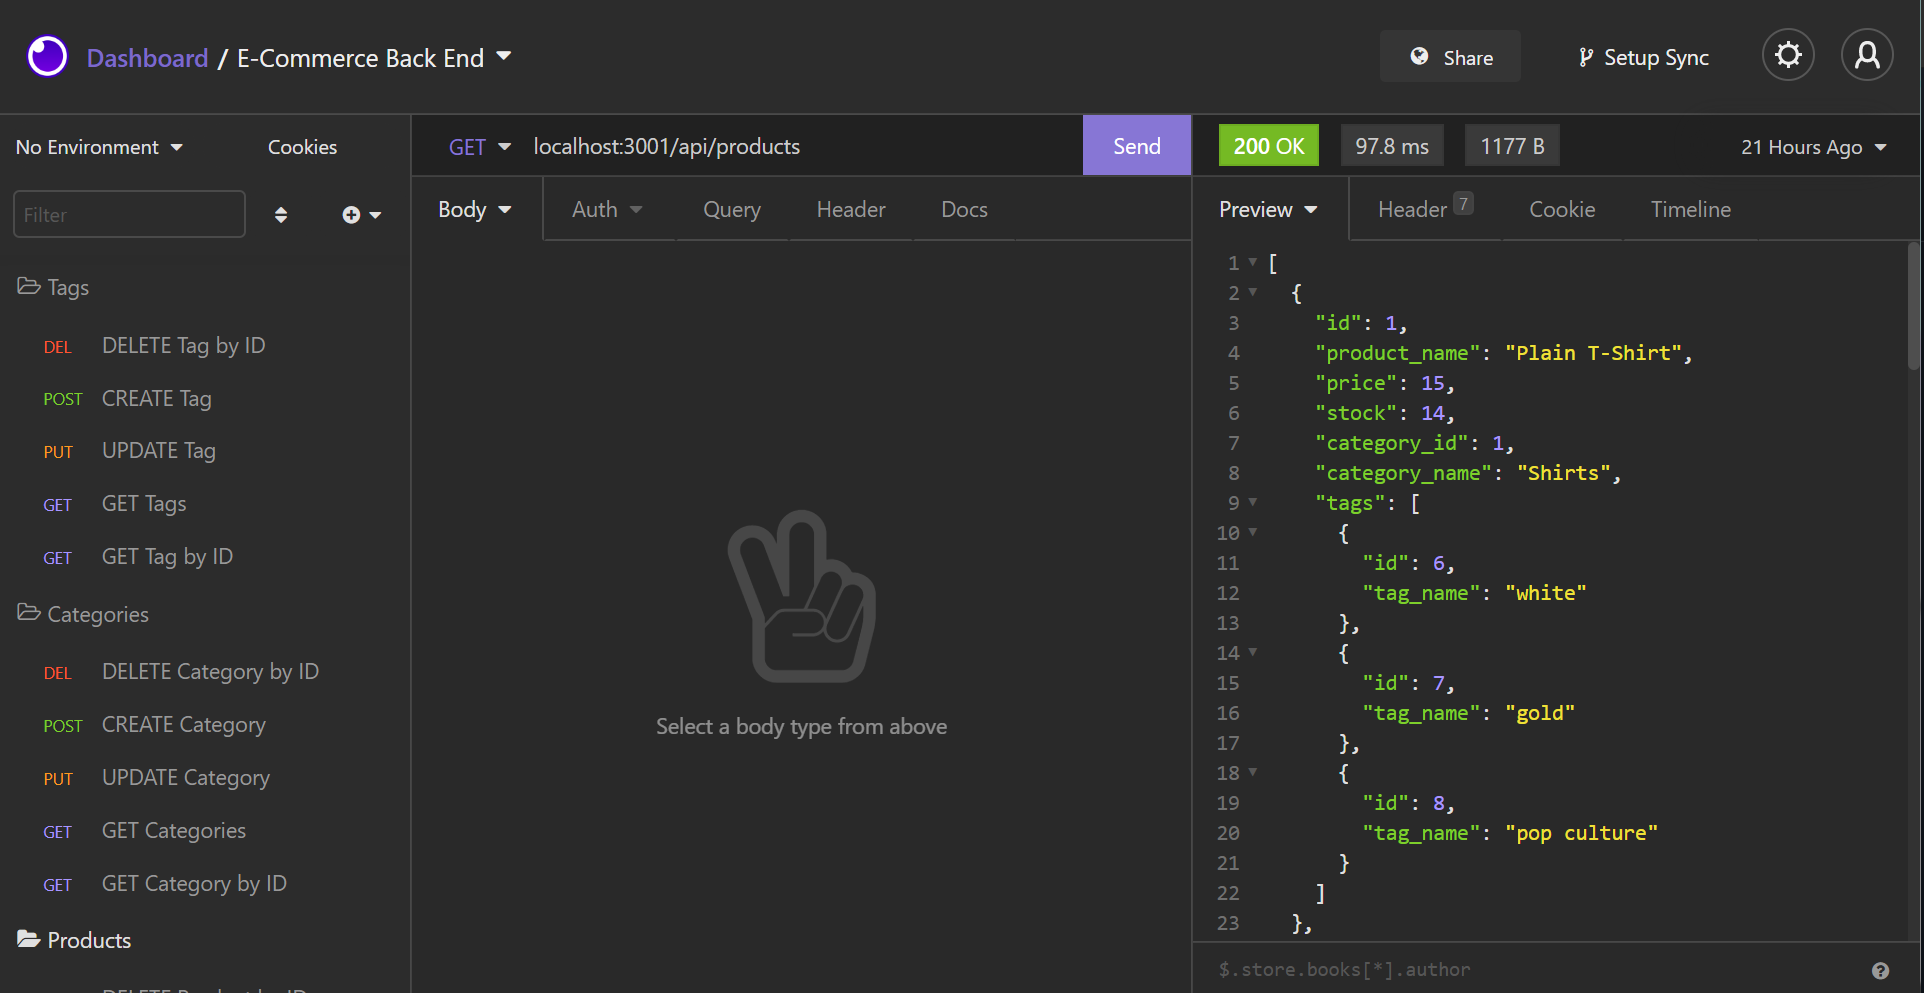 Dashboard / E-Commerce Back End
Share
Setup Sync
No Environment
Cookies
Filter
Tags
DEL DELETE Tag by ID
POST CREATE Tag
PUT UPDATE Tag
GET GET Tags
GET GET Tag by ID
Categories
DEL DELETE Category by ID
POST CREATE Category
PUT UPDATE Category
GET GET Categories
GET GET Category by ID
Products
GET localhost:3001/api/products
Send
Body Auth Query Header Docs
Select a body type from above
200 OK 97.8 ms 1177 B 21 Hours Ago
Preview Header 7 Cookie Timeline
1 [
2 {
3 "id": 1,
4 "product_name": "Plain T-Shirt",
5 "price": 15,
6 "stock": 14,
7 "category_id": 1,
8 "category_name": "Shirts",
9 "tags": [
10 {
11 "id": 6,
12 "tag_name": "white"
13 },
14 {
15 "id": 7,
16 "tag_name": "gold"
17 },
18 {
19 "id": 8,
20 "tag_name": "pop culture"
21 }
22 ]
23 },
$.store.books[*].author